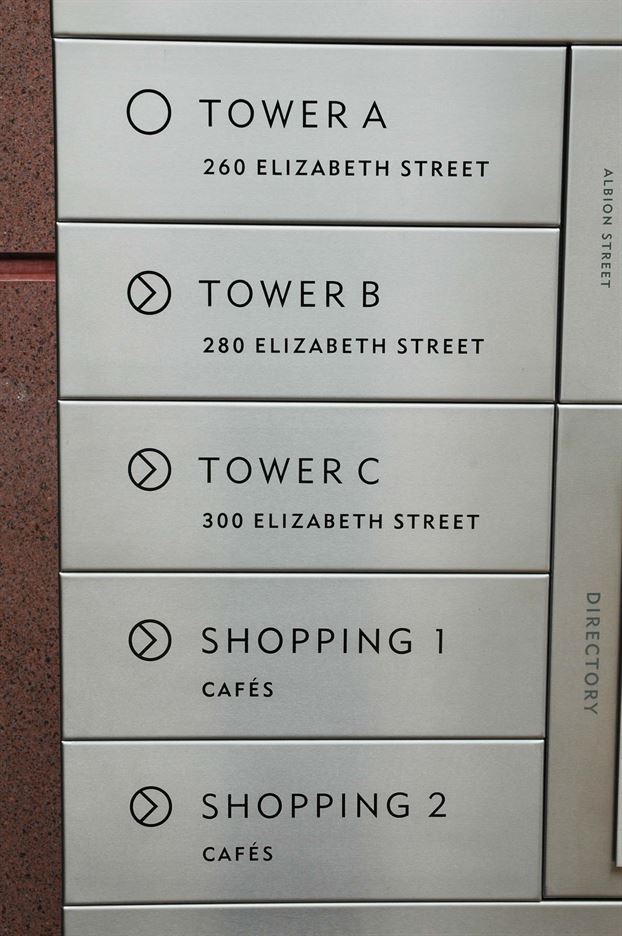 TOWER A
260 ELIZABETH STREET
TOWER B
280 ELIZABETH STREET
TOWER C
300 ELIZABETH STREET
SHOPPING 1
CAFÉS
SHOPPING 2
CAFÉS
ALBION STREET
DIRECTORY